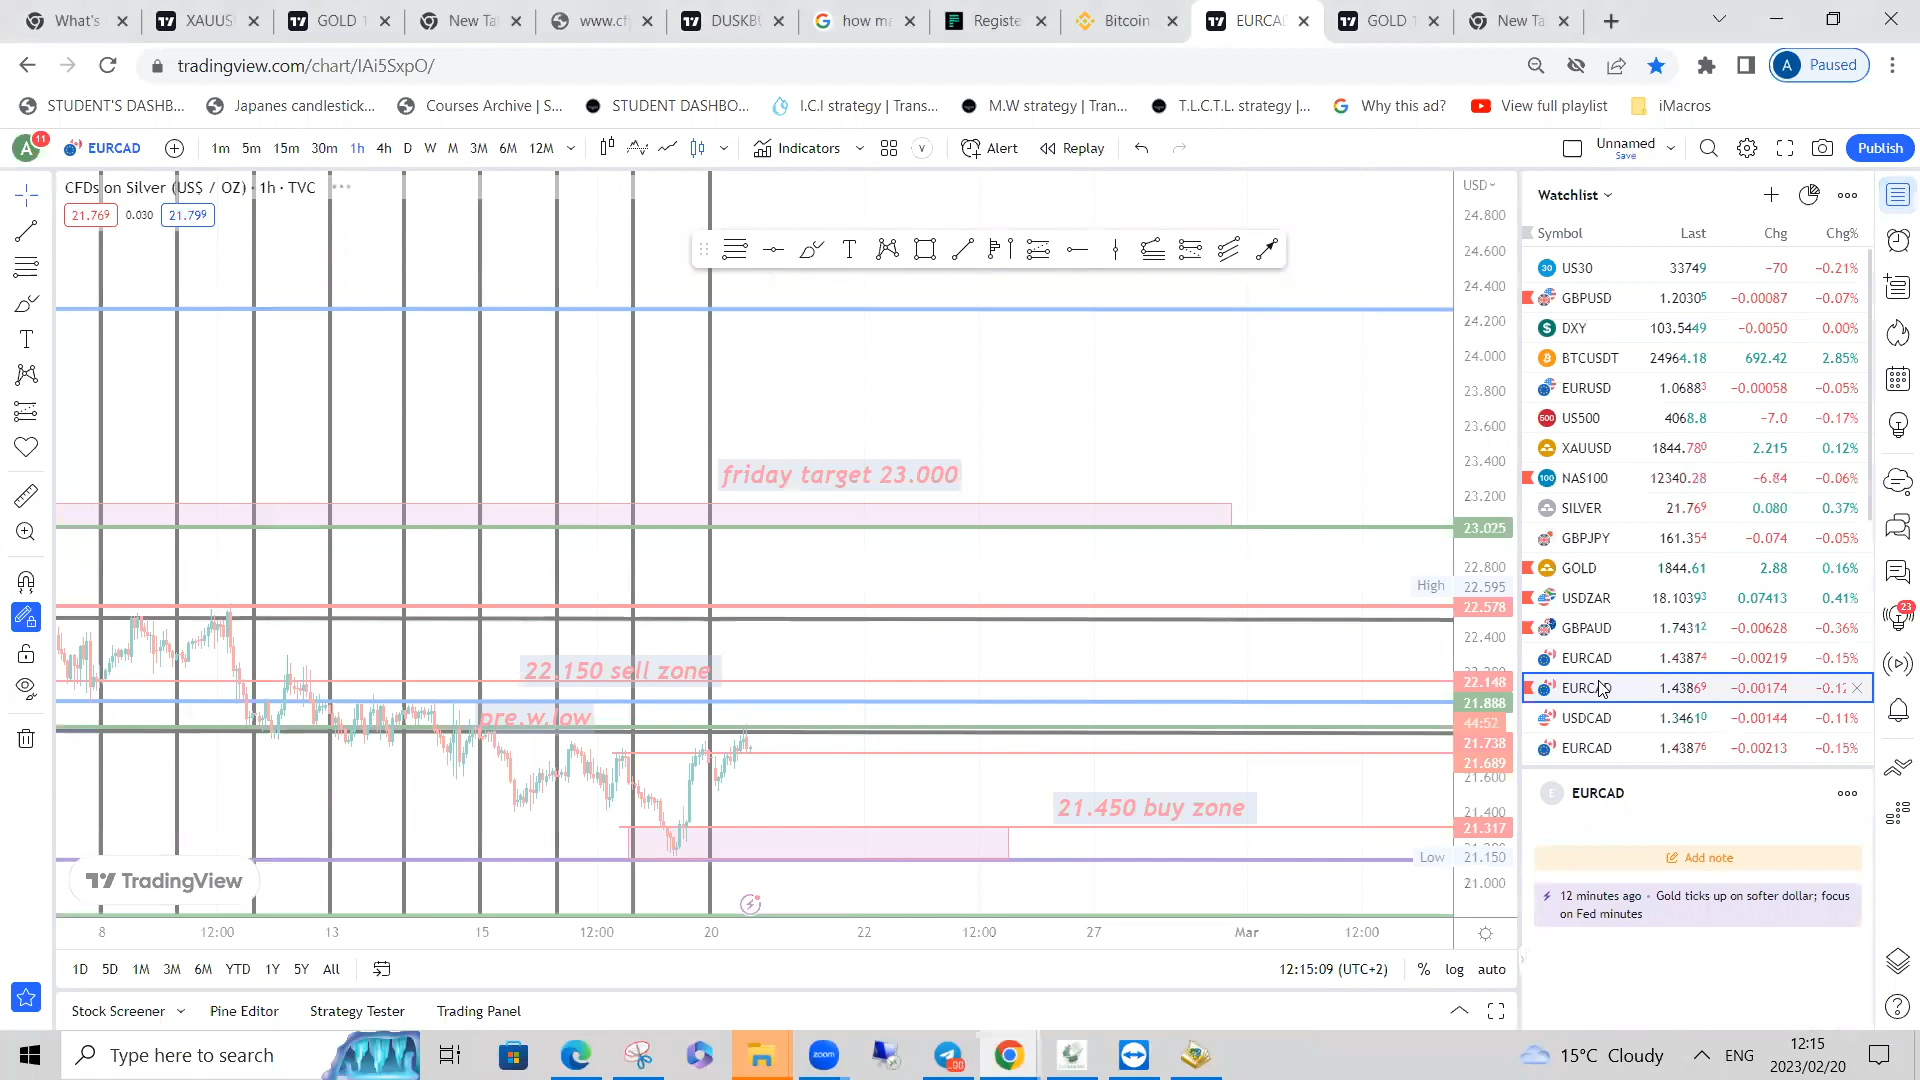 What's
XAUUS
GOLD 1
New Ta
www.cf
DUSKB
how ma
Registe
Bitcoin
EURCA
GOLD 1
New Ta
tradingview.com/chart/IAi5SxpO/
A Paused
STUDENT'S DASHB...
Japanes candlestick...
Courses Archive | S...
STUDENT DASHBO...
I.C.I strategy | Trans...
M.W strategy | Tran...
T.L.C.T.L. strategy |...
Why this ad?
View full playlist
iMacros
A 11 EURCAD 1m 5m 15m 30m 1h 4h D W M 3M 6M 12M Indicators Alert Replay Unnamed Save Publish
CFDs on Silver (US$ / OZ) · 1h · TVC
21.769 0.030 21.799
USD
24.800
24.600
24.400
24.200
24.000
23.800
23.600
23.400
23.200
23.025
22.800
High 22.595
22.578
22.400
22.148
21.888
44:52
21.738
21.689
21.600
21.400
21.317
Low 21.150
21.000
friday target 23.000
22.150 sell zone
pre.w.low
21.450 buy zone
TradingView
8 12:00 13 15 12:00 20 22 12:00 27 Mar 12:00
1D 5D 1M 3M 6M YTD 1Y 5Y All
12:15:09 (UTC+2) % log auto
Stock Screener Pine Editor Strategy Tester Trading Panel
Watchlist
Symbol Last Chg Chg%
30 US30 33749 −70 −0.21%
GBPUSD 1.20305 −0.00087 −0.07%
DXY 103.5449 −0.0050 0.00%
BTCUSDT 24964.18 692.42 2.85%
EURUSD 1.06883 −0.00058 −0.05%
500 US500 4068.8 −7.0 −0.17%
XAUUSD 1844.780 2.215 0.12%
100 NAS100 12340.28 −6.84 −0.06%
SILVER 21.769 0.080 0.37%
GBPJPY 161.354 −0.074 −0.05%
GOLD 1844.61 2.88 0.16%
USDZAR 18.10393 0.07413 0.41%
GBPAUD 1.74312 −0.00628 −0.36%
EURCAD 1.43874 −0.00219 −0.15%
EURCAD 1.43869 −0.00174 −0.12
USDCAD 1.34610 −0.00144 −0.11%
EURCAD 1.43876 −0.00213 −0.15%
E EURCAD
Add note
12 minutes ago • Gold ticks up on softer dollar; focus
on Fed minutes
23
Type here to search
zoom
90
15°C Cloudy
ENG
12:15
2023/02/20